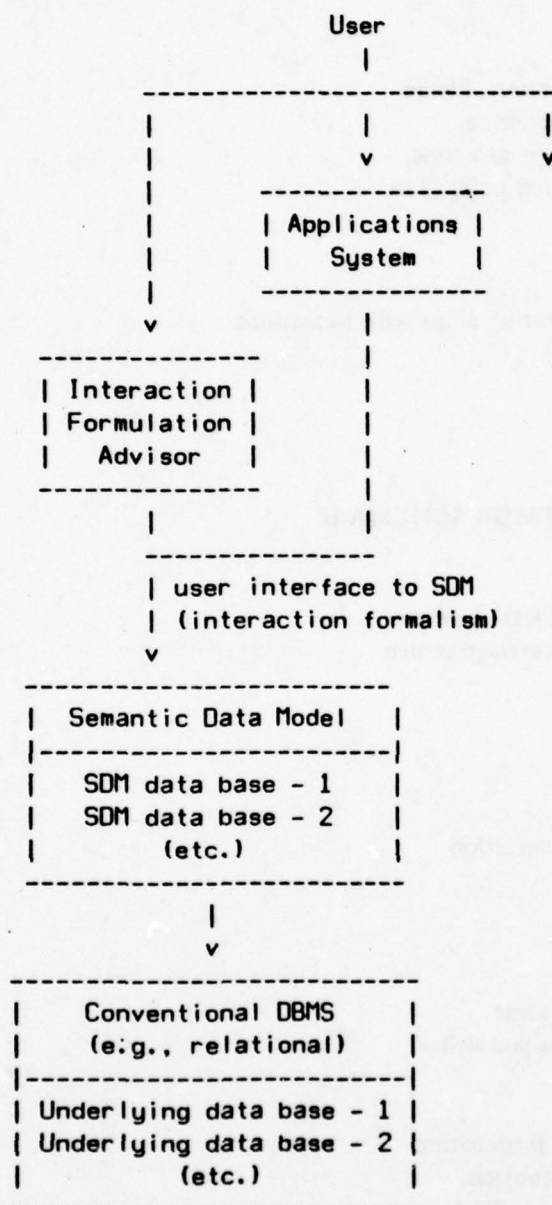 User
Applications
System
Interaction
Formulation
Advisor
user interface to SDM
(interaction formalism)
Semantic Data Model
SDM data base - 1
SDM data base - 2
(etc.)
Conventional DBMS
(e.g., relational)
Underlying data base - 1
Underlying data base - 2
(etc.)